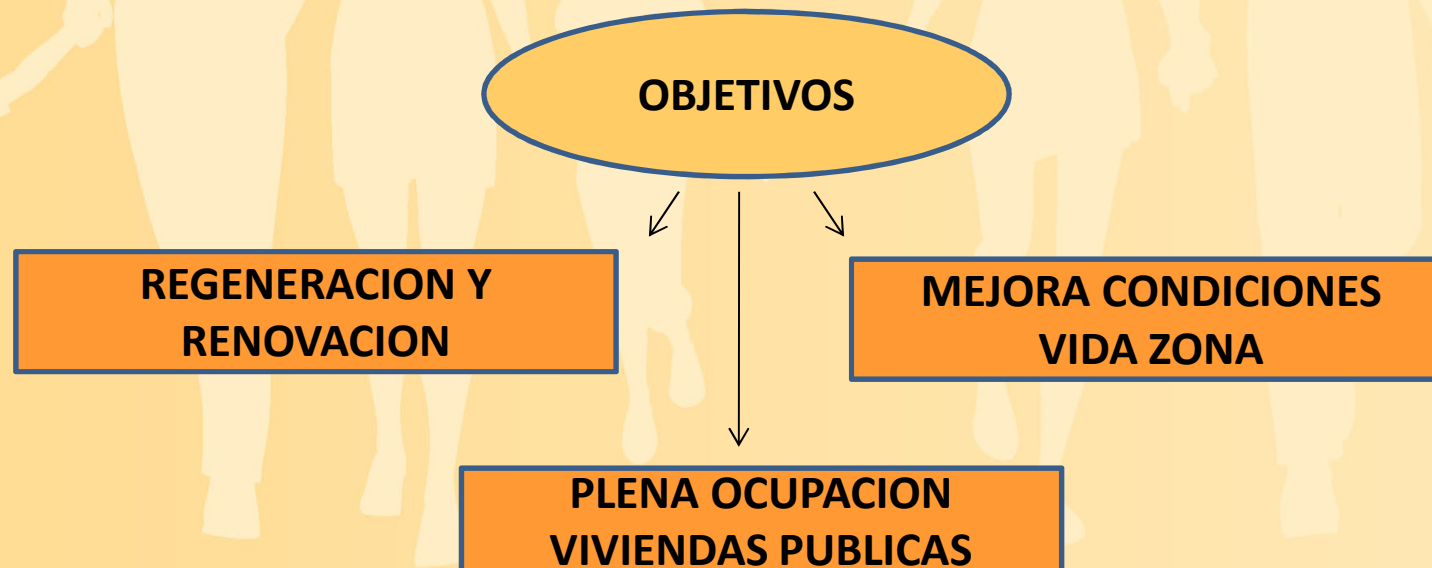 OBJETIVOS
REGENERACION Y
RENOVACION
MEJORA CONDICIONES
VIDA ZONA
PLENA OCUPACION
VIVIENDAS PUBLICAS